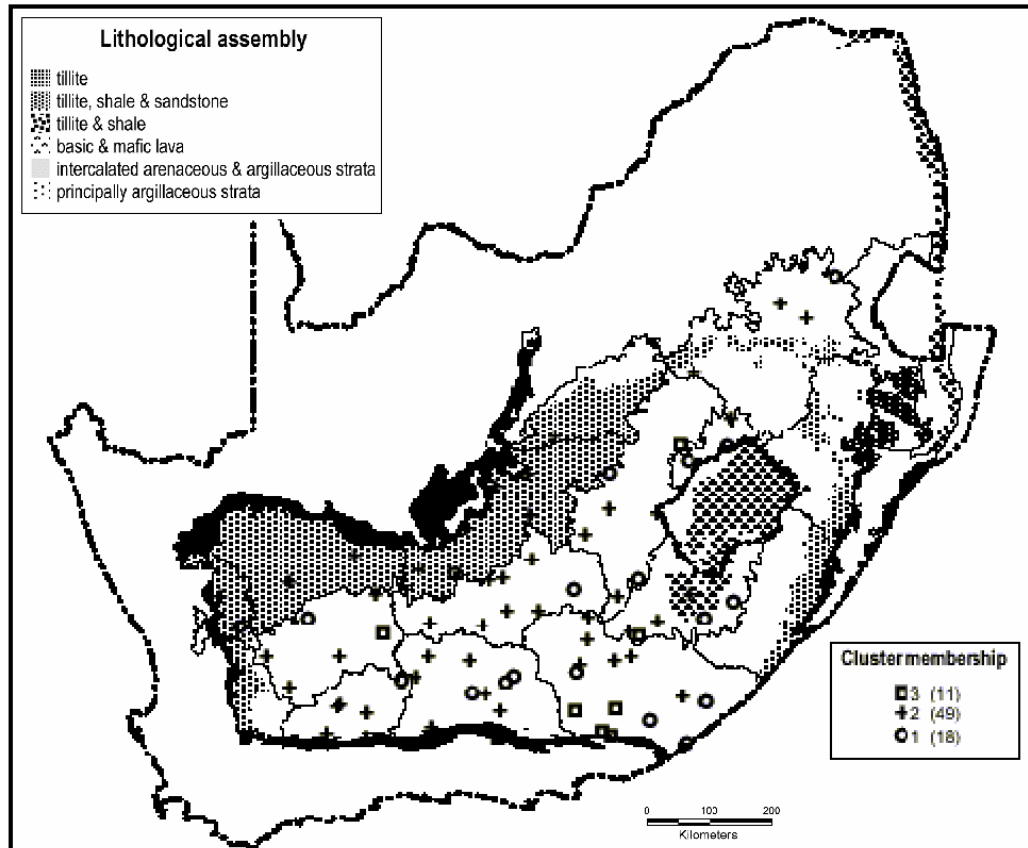 Lithological assembly
tillite
tillite, shale & sandstone
tillite & shale
basic & mafic lava
intercalated arenaceous & argillaceous strata
principally argillaceous strata
Cluster membership
3 (11)
2 (49)
1 (18)
0 100 200
Kilometers